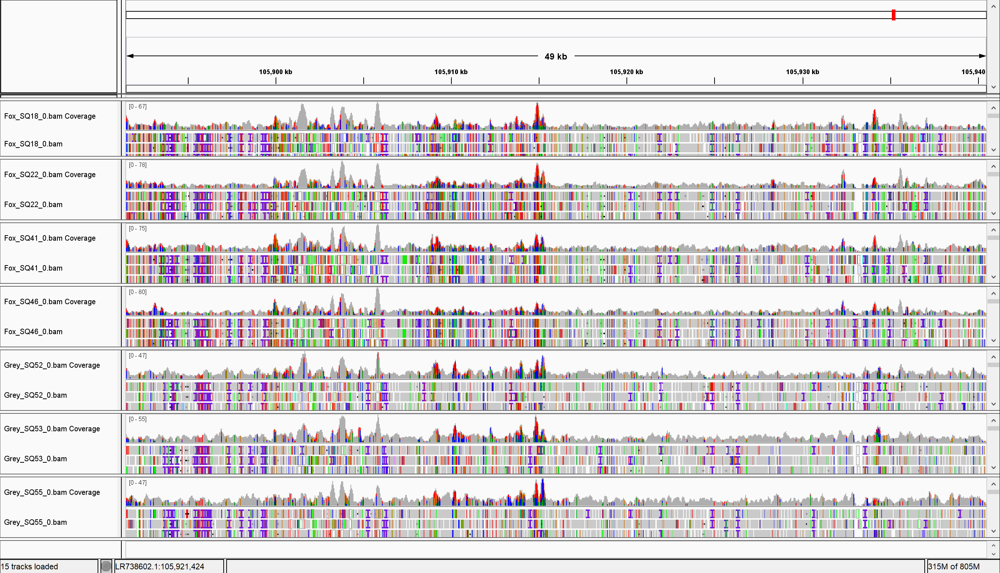 49 kb
105,900 kb 105,910 kb 105,920 kb 105,930 kb 105,940
[0 - 67]
Fox_SQ18_0.bam Coverage
Fox_SQ18_0.bam
[0 - 78]
Fox_SQ22_0.bam Coverage
Fox_SQ22_0.bam
[0 - 75]
Fox_SQ41_0.bam Coverage
Fox_SQ41_0.bam
[0 - 80]
Fox_SQ46_0.bam Coverage
Fox_SQ46_0.bam
[0 - 47]
Grey_SQ52_0.bam Coverage
Grey_SQ52_0.bam
[0 - 55]
Grey_SQ53_0.bam Coverage
Grey_SQ53_0.bam
[0 - 47]
Grey_SQ55_0.bam Coverage
Grey_SQ55_0.bam
15 tracks loaded LR738602.1:105,921,424 315M of 805M